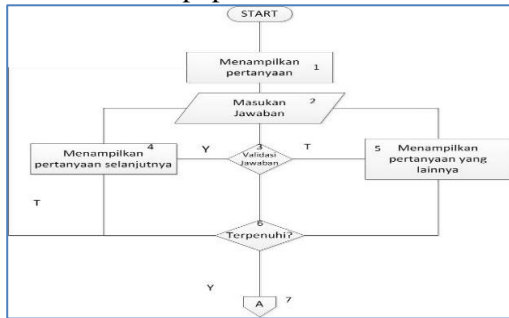 START
Menampilkan
pertanyaan 1
Masukan 2
Jawaban
4
Menampilkan
pertanyaan selanjutnya
Y
3
Validasi
Jawaban
T
5 Menampilkan
pertanyaan yang
lainnya
T
6
Terpenuhi?
Y
A 7